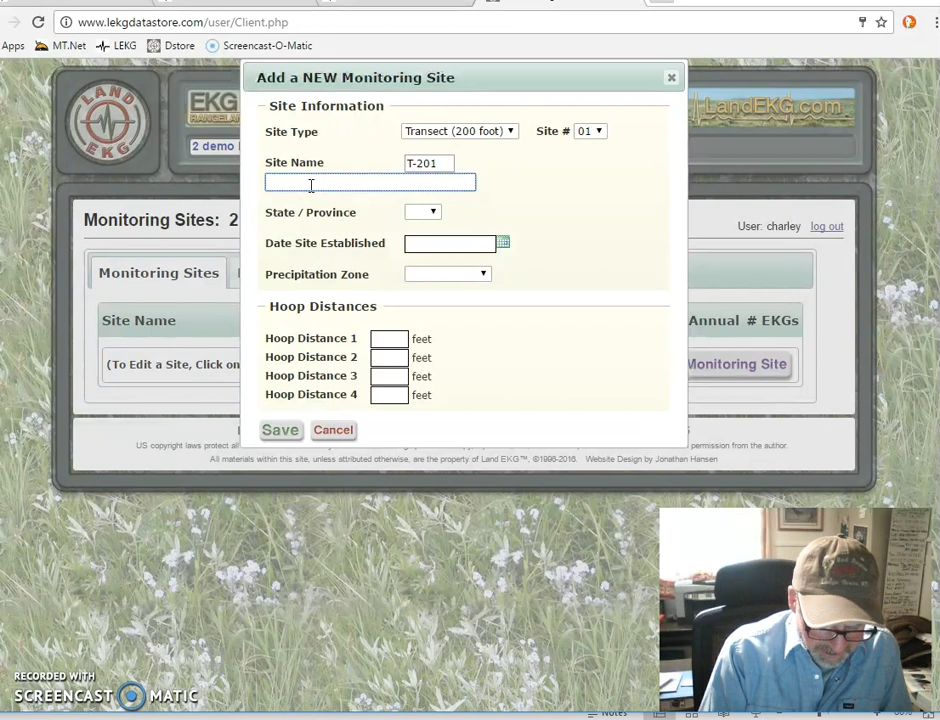 www.lekgdatastore.com/user/Client.php
Apps MT.Net LEKG Dstore Screencast-O-Matic
LAND EKG
EKG
LandEKG.com
2 demo
Add a NEW Monitoring Site
Site Information
Site Type Transect (200 foot) Site # 01
Site Name T-201
State / Province
Date Site Established
Precipitation Zone
Hoop Distances
Hoop Distance 1 feet
Hoop Distance 2 feet
Hoop Distance 3 feet
Hoop Distance 4 feet
Save Cancel
Monitoring Sites: 2
User: charley log out
Monitoring Sites
Site Name
Annual # EKGs
(To Edit a Site, Click on
Monitoring Site
US copyright laws protect all
permission from the author.
All materials within this site, unless attributed otherwise, are the property of Land EKG™, ©1996-2016. Website Design by Jonathan Hansen
RECORDED WITH
SCREENCAST MATIC
Notes